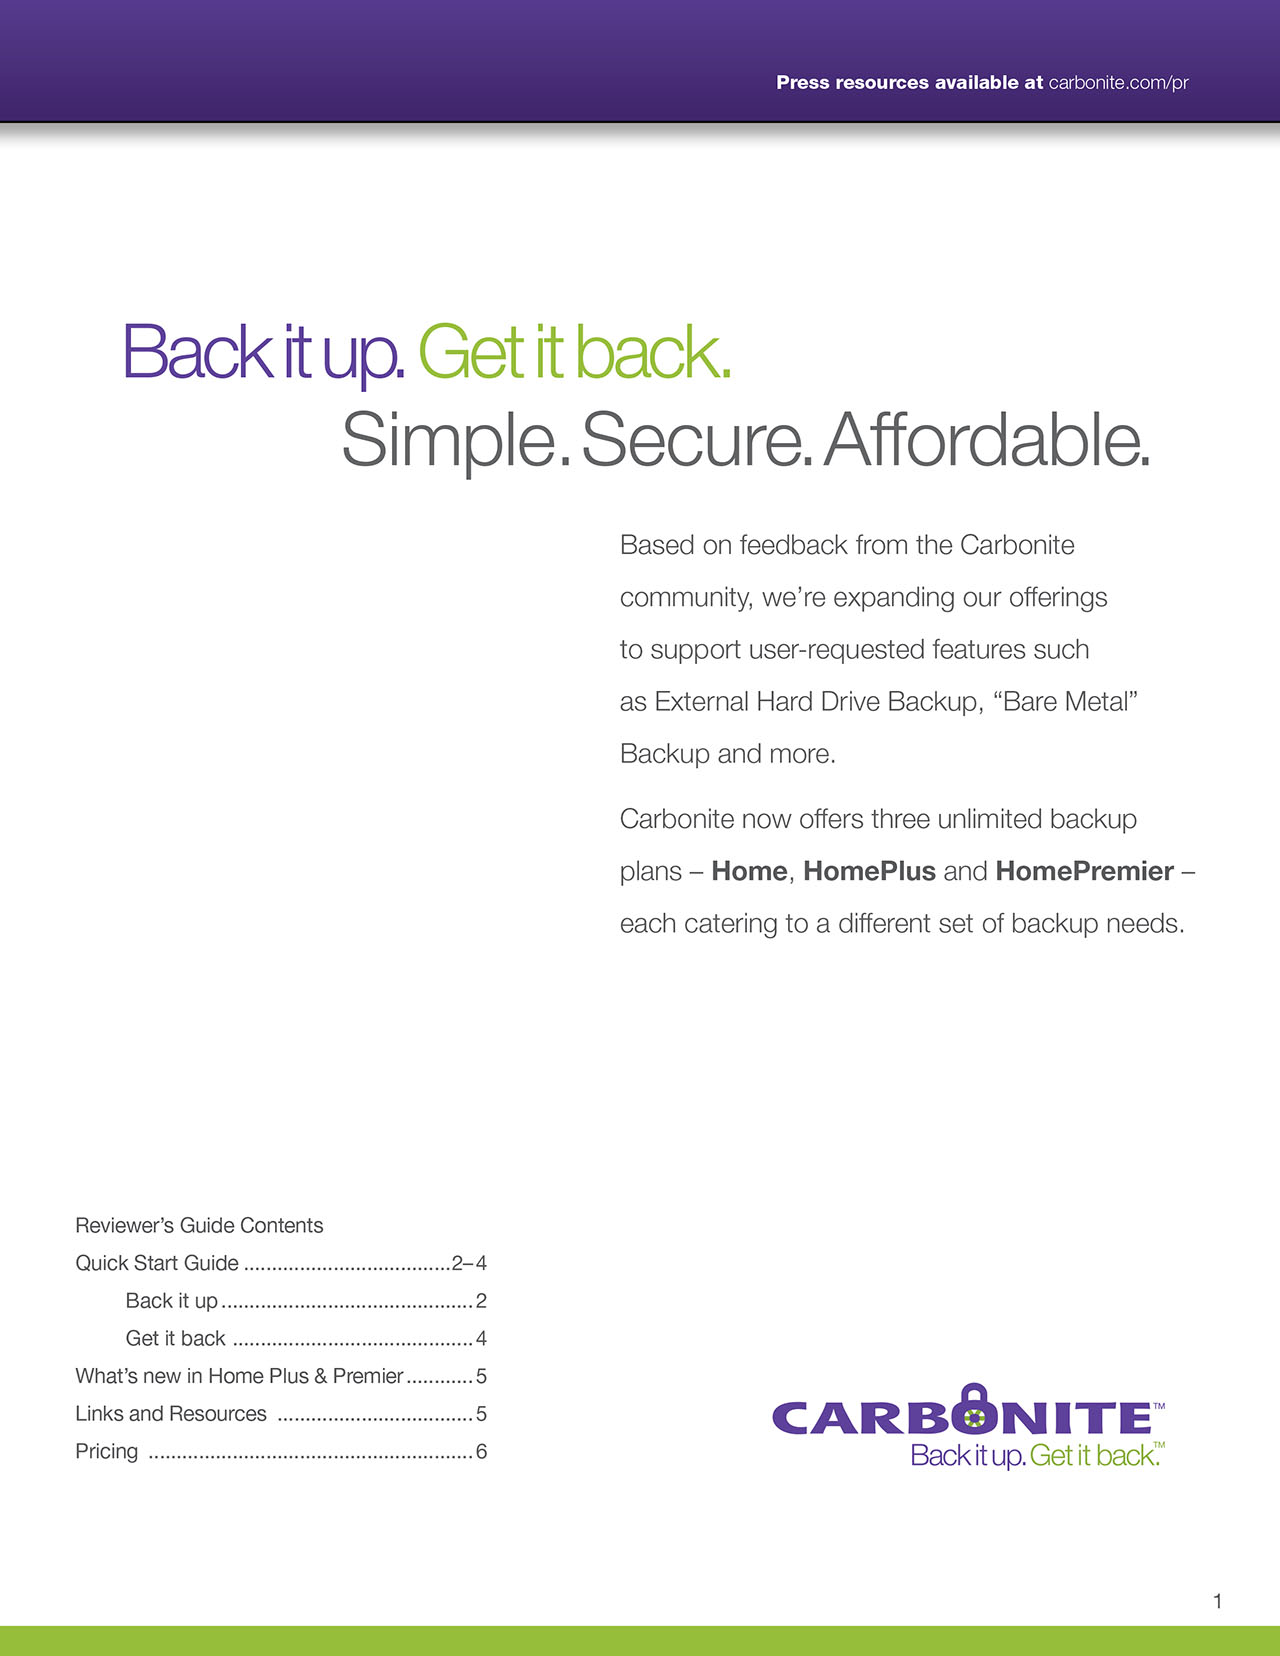 Press resources available at carbonite.com/pr
Back it up. Get it back.
Simple. Secure. Affordable.
Based on feedback from the Carbonite
community, we’re expanding our offerings
to support user-requested features such
as External Hard Drive Backup, “Bare Metal”
Backup and more.
Carbonite now offers three unlimited backup
plans – Home, HomePlus and HomePremier –
each catering to a different set of backup needs.
Reviewer’s Guide Contents
Quick Start Guide .....................................2–4
Back it up.............................................2
Get it back ...........................................4
What’s new in Home Plus & Premier............5
Links and Resources ...................................5
Pricing ..........................................................6
CARBONITE™
Back it up. Get it back.™
1